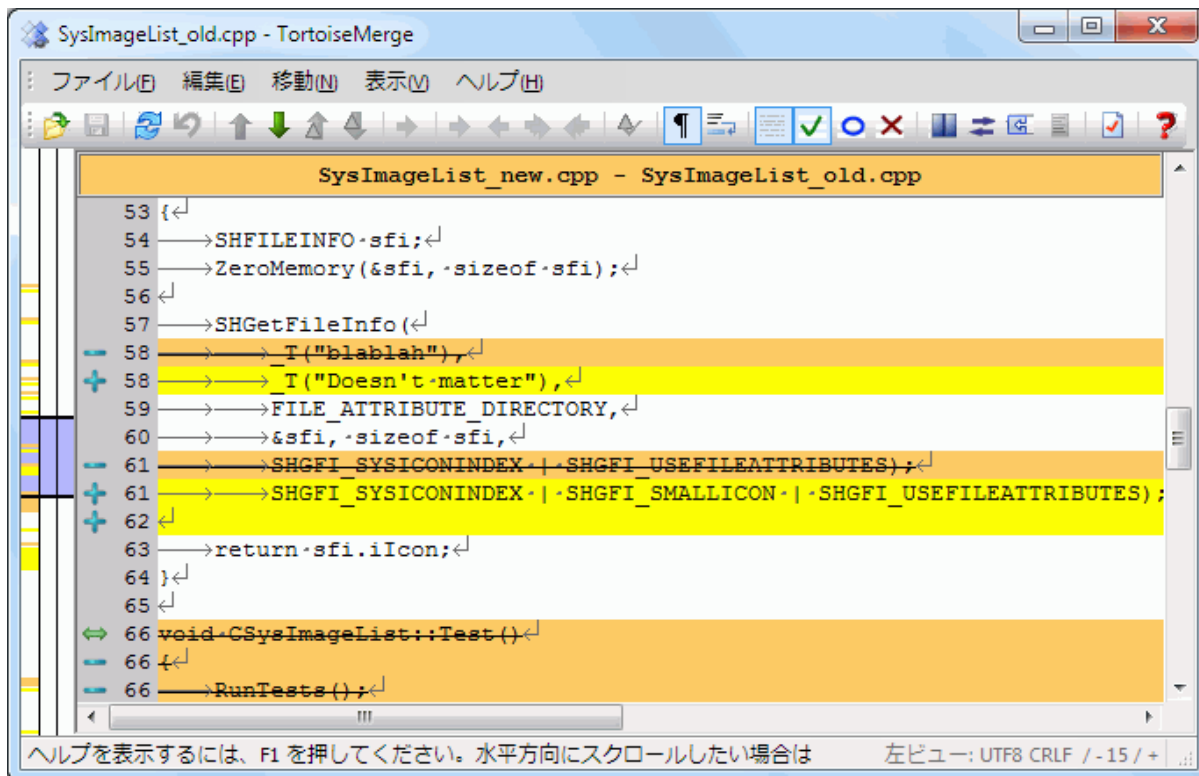 SysImageList_old.cpp - TortoiseMerge
ファイル(F) 編集(E) 移動(N) 表示(V) ヘルプ(H)
SysImageList_new.cpp - SysImageList_old.cpp
53 {
54 SHFILEINFO sfi;
55 ZeroMemory(&sfi, sizeof sfi);
56
57 SHGetFileInfo(
58 _T("blablah"),
58 _T("Doesn't matter"),
59 FILE_ATTRIBUTE_DIRECTORY,
60 &sfi, sizeof sfi,
61 SHGFI_SYSICONINDEX | SHGFI_USEFILEATTRIBUTES);
61 SHGFI_SYSICONINDEX | SHGFI_SMALLICON | SHGFI_USEFILEATTRIBUTES);
62
63 return sfi.iIcon;
64 }
65
66 void CSysImageList::Test()
66 {
66 RunTests();
ヘルプを表示するには、F1 を押してください。水平方向にスクロールしたい場合は 左ビュー: UTF8 CRLF / - 15 / +